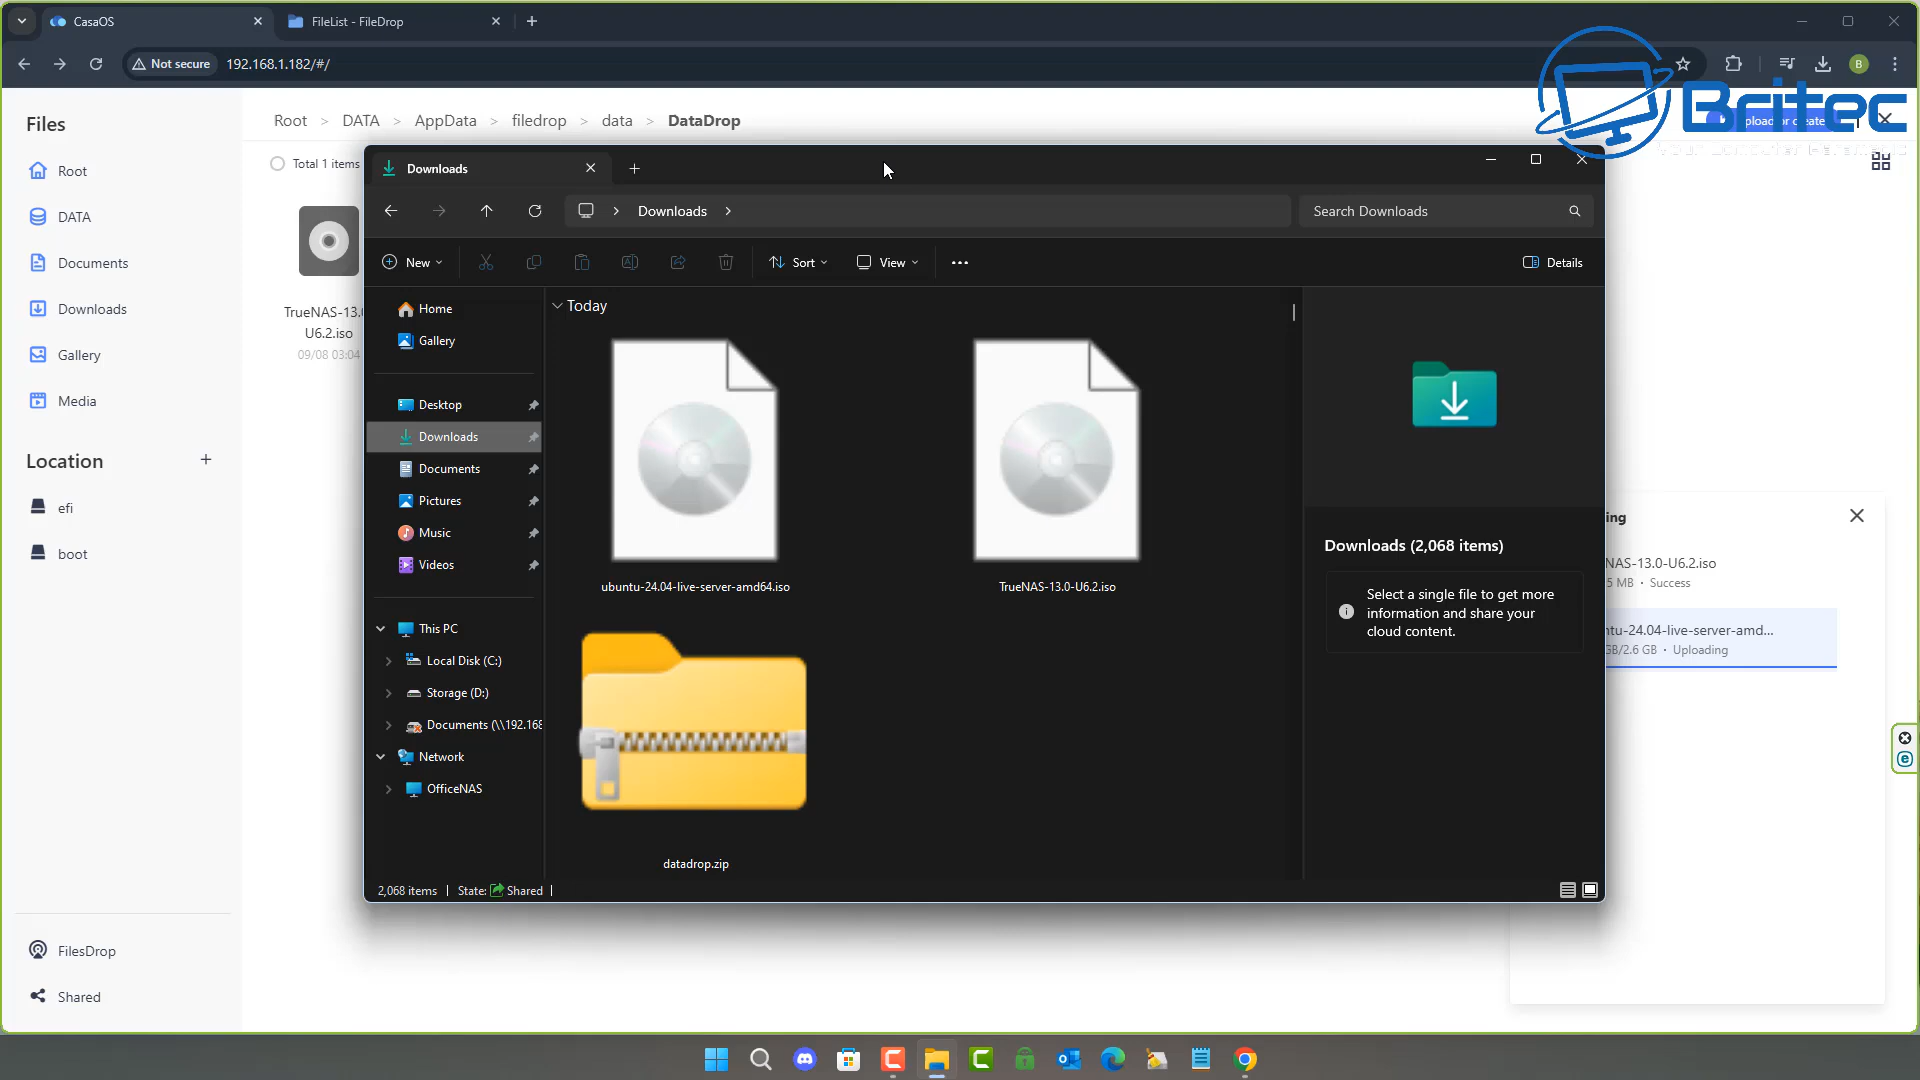 CasaOS
FileList - FileDrop
Not secure
192.168.1.182/#/
B
Britec
Files
Root
DATA
Documents
Downloads
Gallery
Media
Location
efi
boot
FilesDrop
Shared
Root > DATA > AppData > filedrop > data > DataDrop
pload or create
Total 1 items
TrueNAS-13.0
U6.2.iso
09/08 03:04
Downloads
Downloads
Search Downloads
New
Sort
View
Details
Home
Gallery
Desktop
Downloads
Documents
Pictures
Music
Videos
This PC
Local Disk (C:)
Storage (D:)
Documents (\\192.168
Network
OfficeNAS
Today
ubuntu-24.04-live-server-amd64.iso
TrueNAS-13.0-U6.2.iso
datadrop.zip
Downloads (2,068 items)
Select a single file to get more
information and share your
cloud content.
2,068 items
State: Shared
ing
NAS-13.0-U6.2.iso
5 MB • Success
ntu-24.04-live-server-amd...
GB/2.6 GB • Uploading